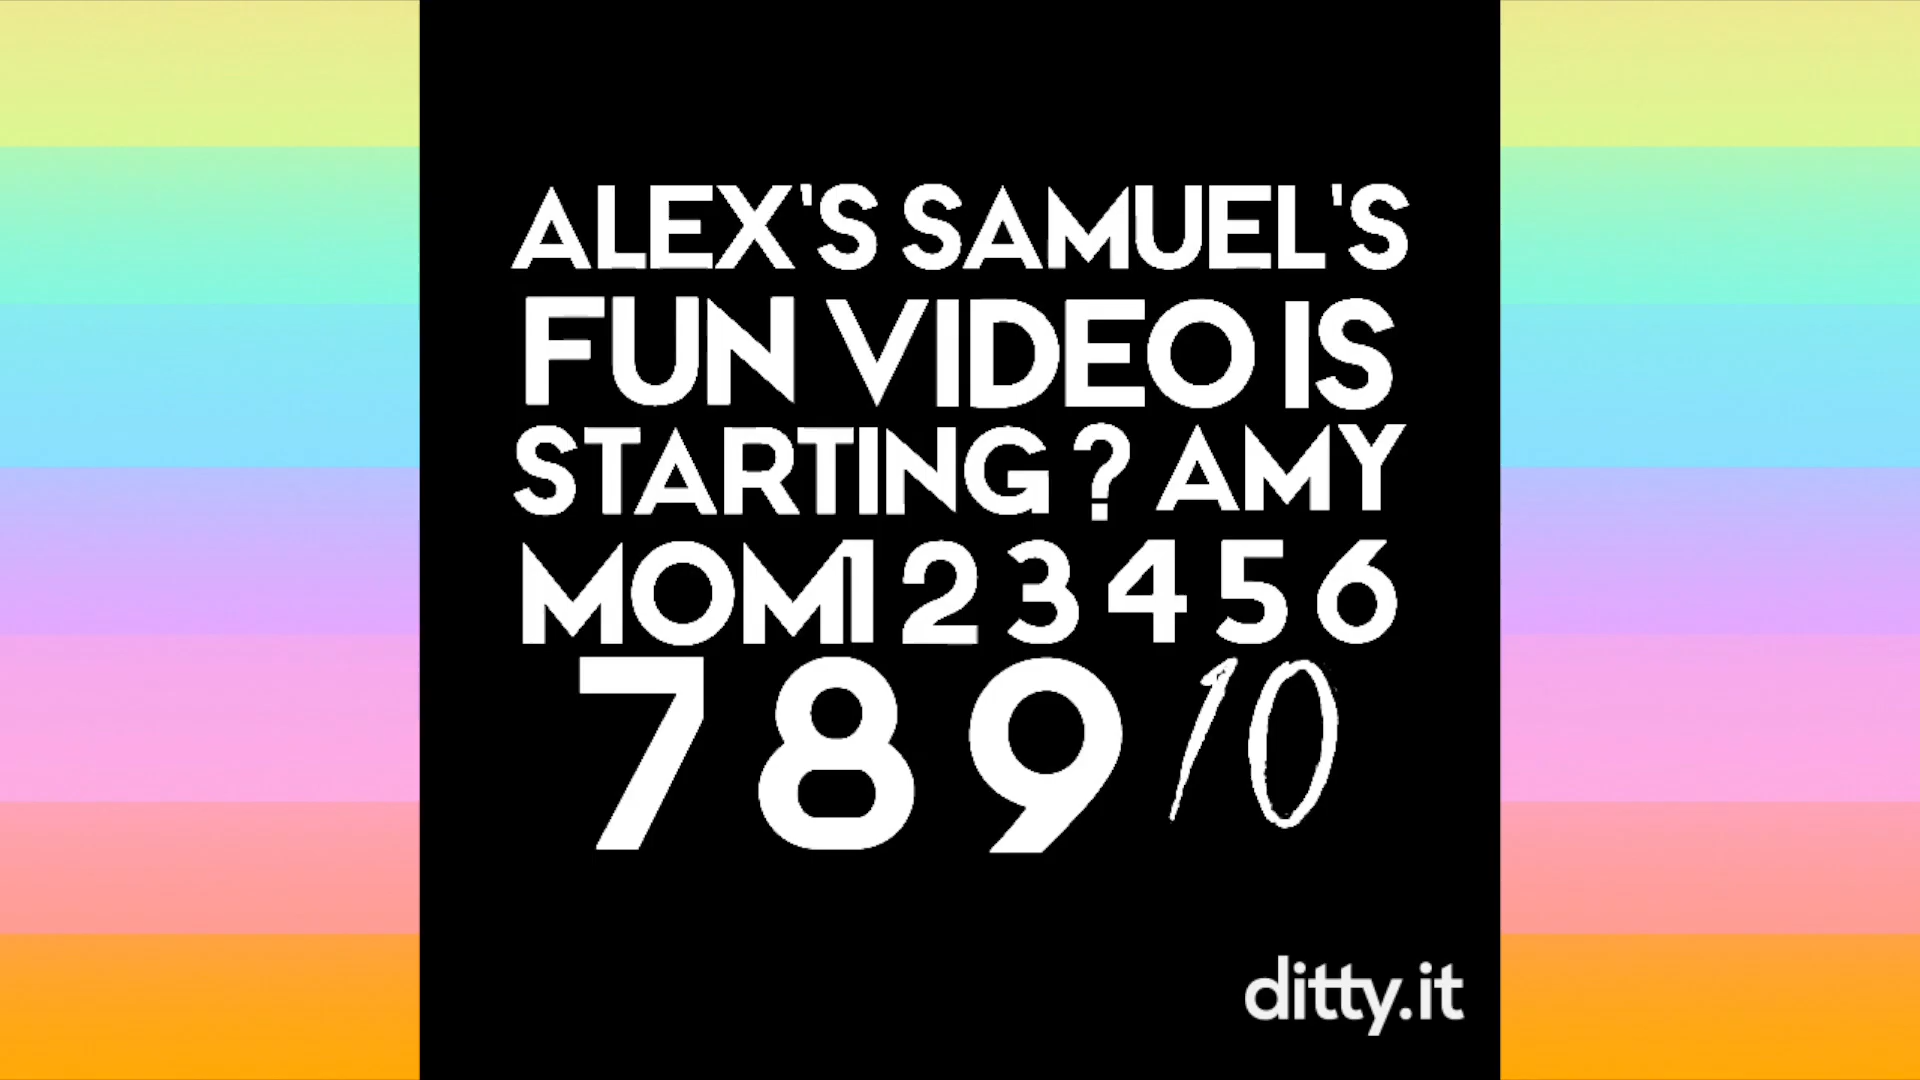 ALEX'S SAMUEL'S
FUN VIDEO IS
STARTING ? AMY
MOM1 2 3 4 5 6
7 8 9 10
ditty.it